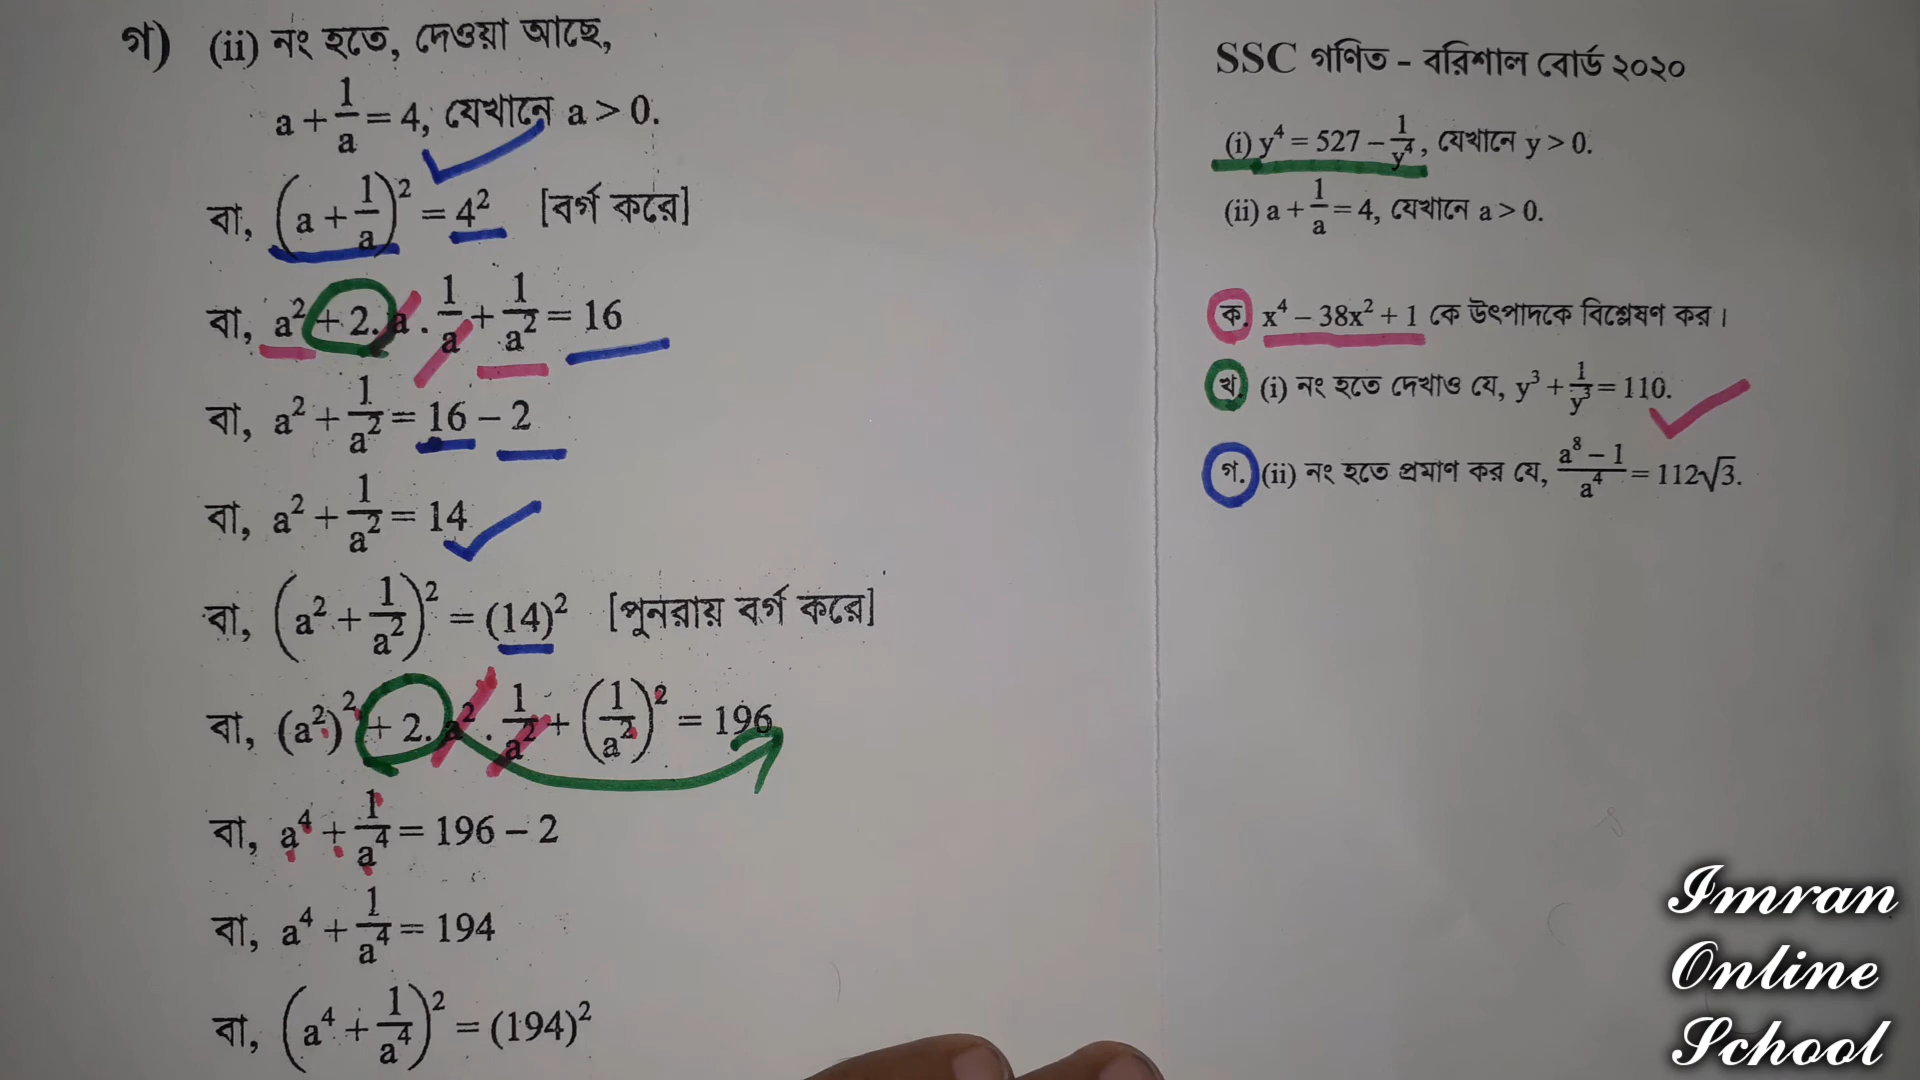 গ) (ii) নং হতে, দেওয়া আছে,
a + 1/a = 4, যেখানে a > 0.
বা, (a + 1/a)² = 4² [বর্গ করে]
বা, a² + 2. a . 1/a + 1/a² = 16
বা, a² + 1/a² = 16 – 2
বা, a² + 1/a² = 14
বা, (a² + 1/a²)² = (14)² [পুনরায় বর্গ করে]
বা, (a²)² + 2. a² . 1/a² + (1/a²)² = 196
বা, a⁴ + 1/a⁴ = 196 – 2
বা, a⁴ + 1/a⁴ = 194
বা, (a⁴ + 1/a⁴)² = (194)²
SSC গণিত - বরিশাল বোর্ড ২০২০
(i) y⁴ = 527 – 1/y⁴, যেখানে y > 0.
(ii) a + 1/a = 4, যেখানে a > 0.
ক. x⁴ – 38x² + 1 কে উৎপাদকে বিশ্লেষণ কর।
খ. (i) নং হতে দেখাও যে, y³ + 1/y³ = 110.
গ. (ii) নং হতে প্রমাণ কর যে, (a⁸ – 1)/a⁴ = 112√3.
Imran
Online
School